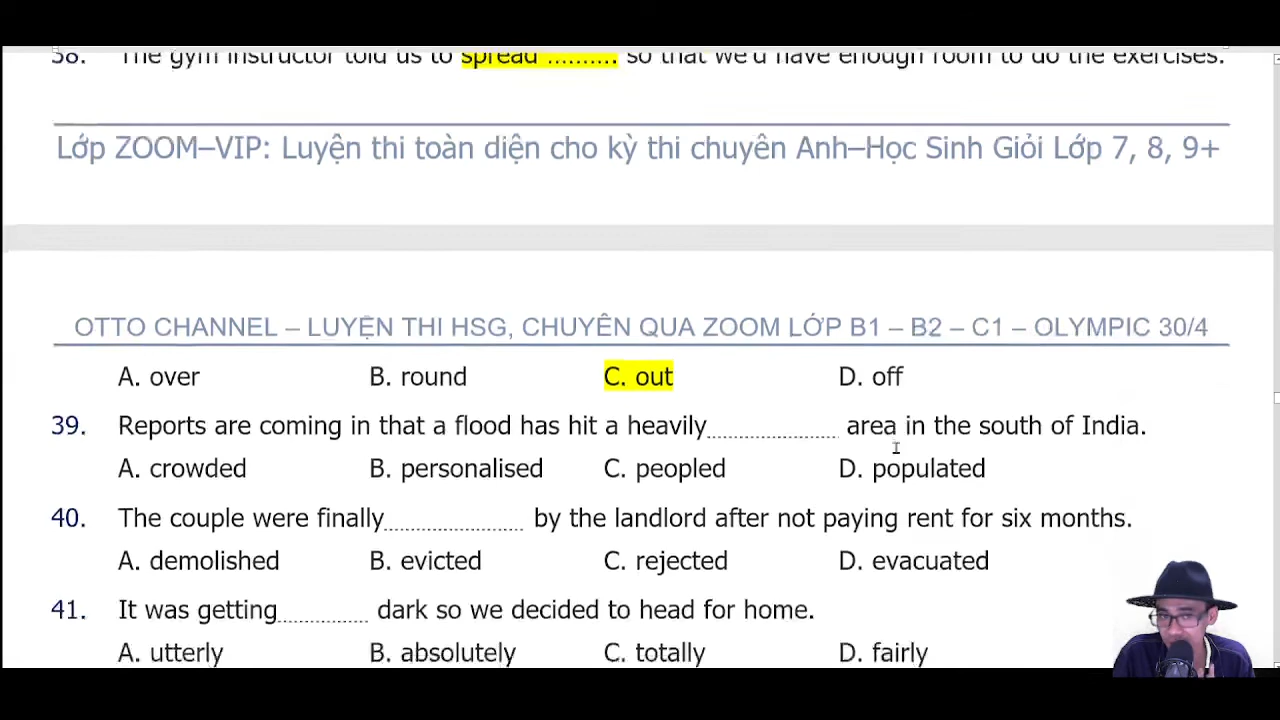 38. The gym instructor told us to spread .......... so that we'd have enough room to do the exercises.
Lớp ZOOM–VIP: Luyện thi toàn diện cho kỳ thi chuyên Anh–Học Sinh Giỏi Lớp 7, 8, 9+
OTTO CHANNEL – LUYỆN THI HSG, CHUYÊN QUA ZOOM LỚP B1 – B2 – C1 – OLYMPIC 30/4
A. over B. round C. out D. off
39. Reports are coming in that a flood has hit a heavily.................... area in the south of India.
A. crowded B. personalised C. peopled D. populated
40. The couple were finally..................... by the landlord after not paying rent for six months.
A. demolished B. evicted C. rejected D. evacuated
41. It was getting.............. dark so we decided to head for home.
A. utterly B. absolutely C. totally D. fairly